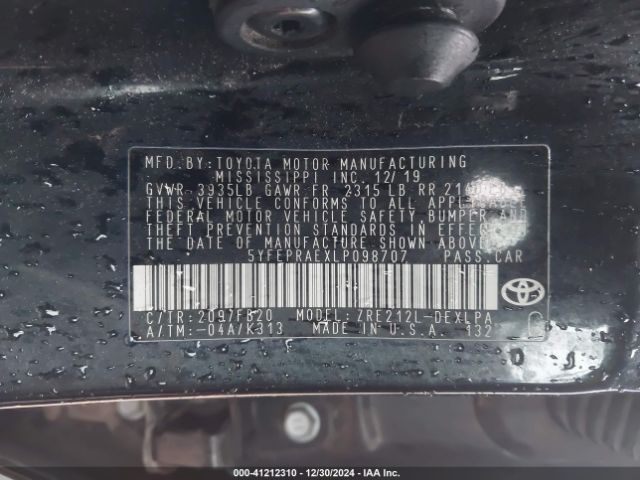 MFD. BY: TOYOTA MOTOR MANUFACTURING
MISSISSIPPI INC. 12/19
GVWR 3935LB GAWR FR 2315 LB RR
THIS VEHICLE CONFORMS TO ALL
FEDERAL MOTOR VEHICLE SAFETY, BUMPER AND
THEFT PREVENTION STANDARDS IN EFFECT ON
THE DATE OF MANUFACTURE SHOWN ABOVE.
5YFEPRAEXLP098707 PASS.CAR
C/TR: 2097FB20 MODEL: ZRE212L-DEXLPA
A/TM:-04A/K313 MADE IN U.S.A. 132
000-41212310 - 12/30/2024 - IAA Inc.